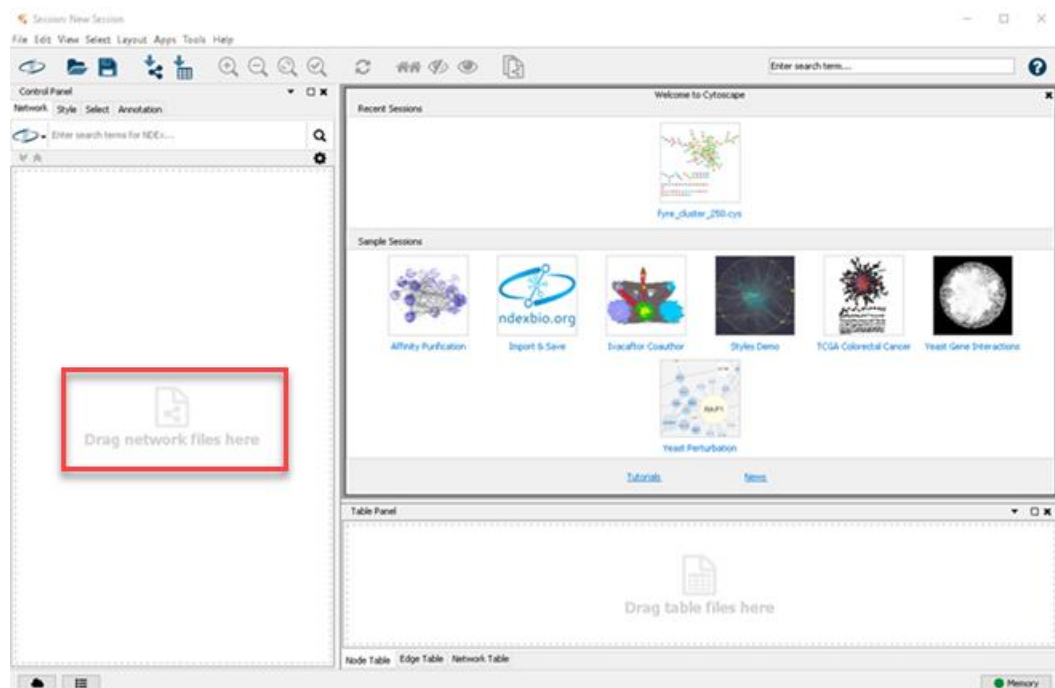 Session: New Session
File Edit View Select Layout Apps Tools Help
Enter search term...
Control Panel
Network Style Select Annotation
Enter search terms for NDEx...
Drag network files here
Welcome to Cytoscape
Recent Sessions
Fyre_cluster_250.cys
Sample Sessions
ndexbio.org
Affinity Purification Import & Save Ivacaftor Coauthor Styles Demo TCGA Colorectal Cancer Yeast Gene Interactions
RAP1
Yeast Perturbation
Tutorials News
Table Panel
Drag table files here
Node Table Edge Table Network Table
Memory